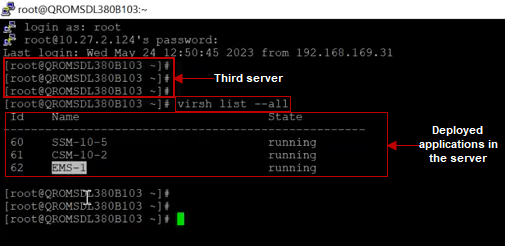 root@QROMSDL380B103:~
login as: root
root@10.27.2.124's password:
Last login: Wed May 24 12:50:45 2023 from 192.168.169.31
[root@QROMSDL380B103 ~]#
[root@QROMSDL380B103 ~]#
[root@QROMSDL380B103 ~]#
Third server
[root@QROMSDL380B103 ~]# virsh list --all
Id Name State
----------------------------------------------------
60 SSM-10-5 running
61 CSM-10-2 running
62 EMS-1 running
Deployed
applications in
the server
[root@QROMSDL380B103 ~]#
[root@QROMSDL380B103 ~]#
[root@QROMSDL380B103 ~]#